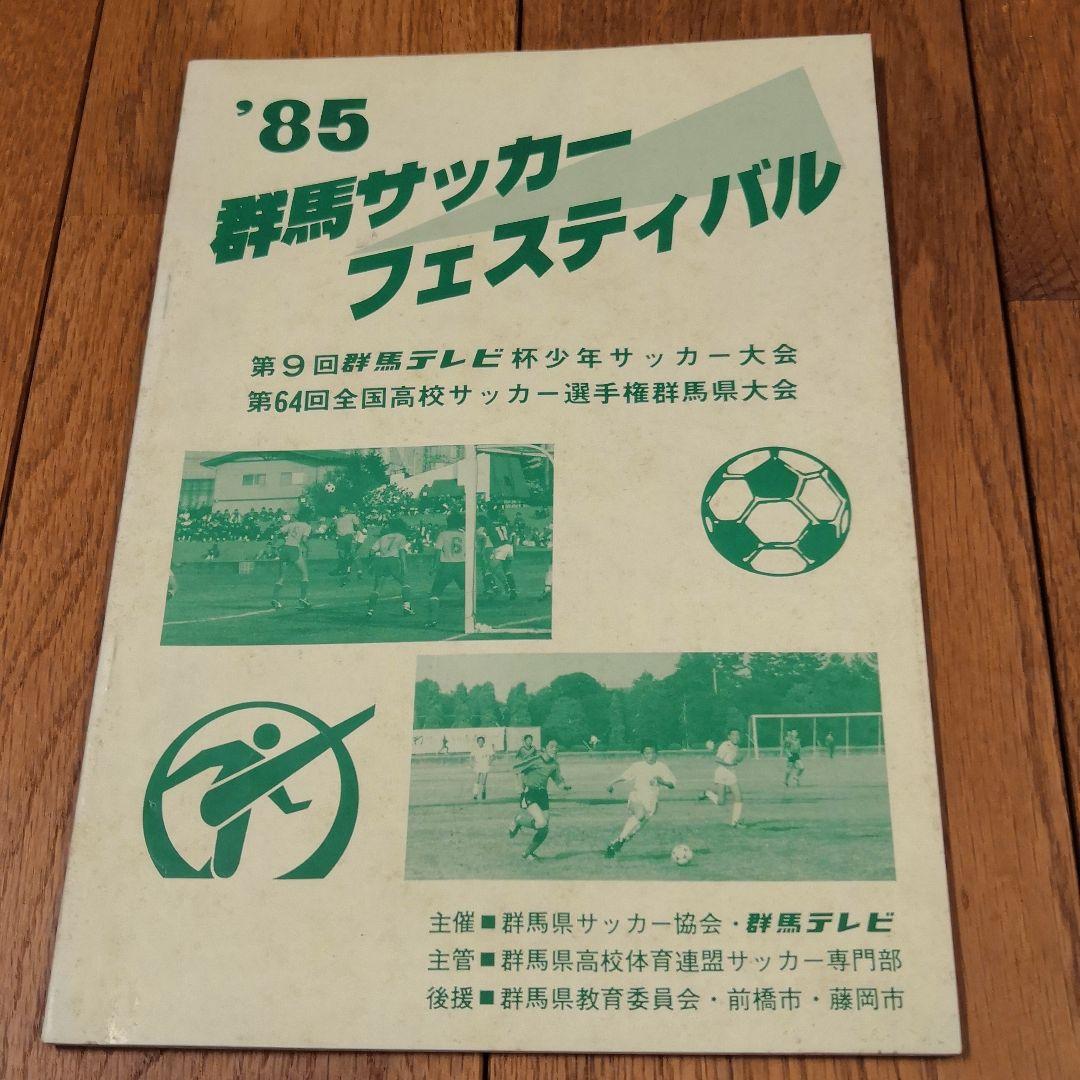 '85
群馬サッカー
フェスティバル
第9回群馬テレビ杯少年サッカー大会
第64回全国高校サッカー選手権群馬県大会
7
6
11
主催■群馬県サッカー協会・群馬テレビ
主管■群馬県高校体育連盟サッカー専門部
後援■群馬県教育委員会・前橋市・藤岡市